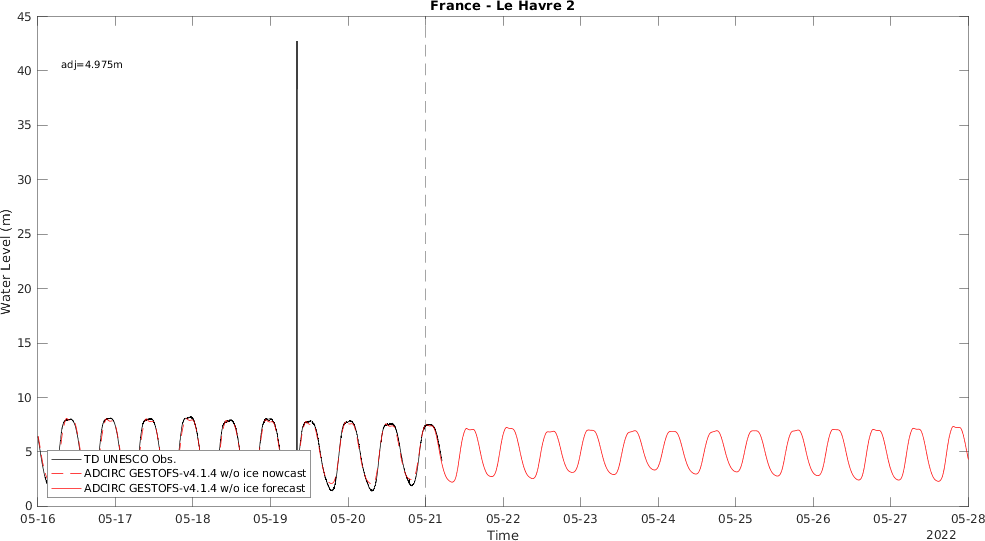 France - Le Havre 2
45
40
35
30
25
20
15
10
5
0
Water Level (m)
adj=4.975m
TD UNESCO Obs.
ADCIRC GESTOFS-v4.1.4 w/o ice nowcast
ADCIRC GESTOFS-v4.1.4 w/o ice forecast
05-16 05-17 05-18 05-19 05-20 05-21 05-22 05-23 05-24 05-25 05-26 05-27 05-28
Time
2022